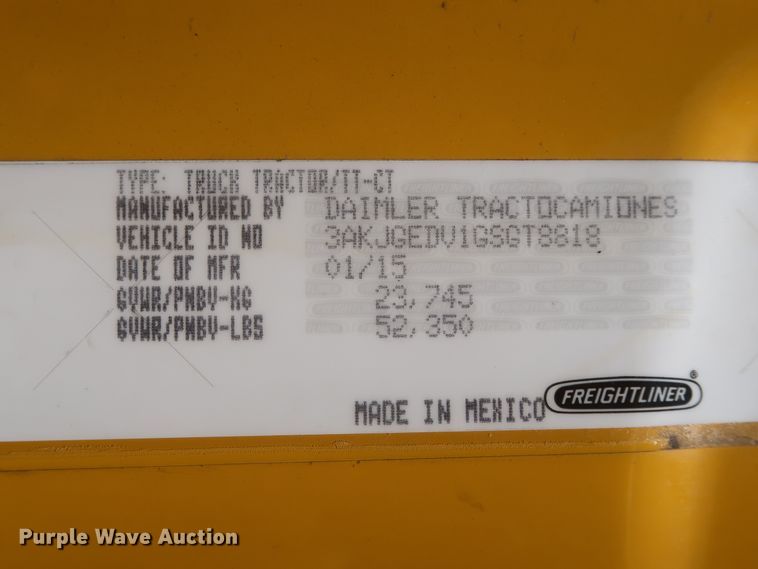 TYPE: TRUCK TRACTOR/TT-CT
MANUFACTURED BY DAIMLER TRACTOCAMIONES
VEHICLE ID NO 3AKJGEDV1GSGT8818
DATE OF MFR 01/15
GVWR/PNBV-KG 23,745
GVWR/PNBV-LBS 52,350
MADE IN MEXICO FREIGHTLINER®
Purple Wave Auction